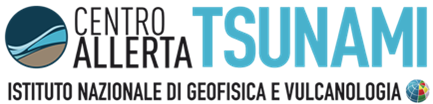 CENTRO
ALLERTA
TSUNAMI
ISTITUTO NAZIONALE DI GEOFISICA E VULCANOLOGIA